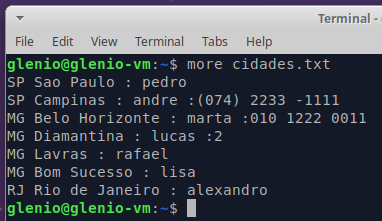 Terminal -
File Edit View Terminal Tabs Help
glenio@glenio-vm:~$ more cidades.txt
SP Sao Paulo : pedro
SP Campinas : andre :(074) 2233 -1111
MG Belo Horizonte : marta :010 1222 0011
MG Diamantina : lucas :2
MG Lavras : rafael
MG Bom Sucesso : lisa
RJ Rio de Janeiro : alexandro
glenio@glenio-vm:~$